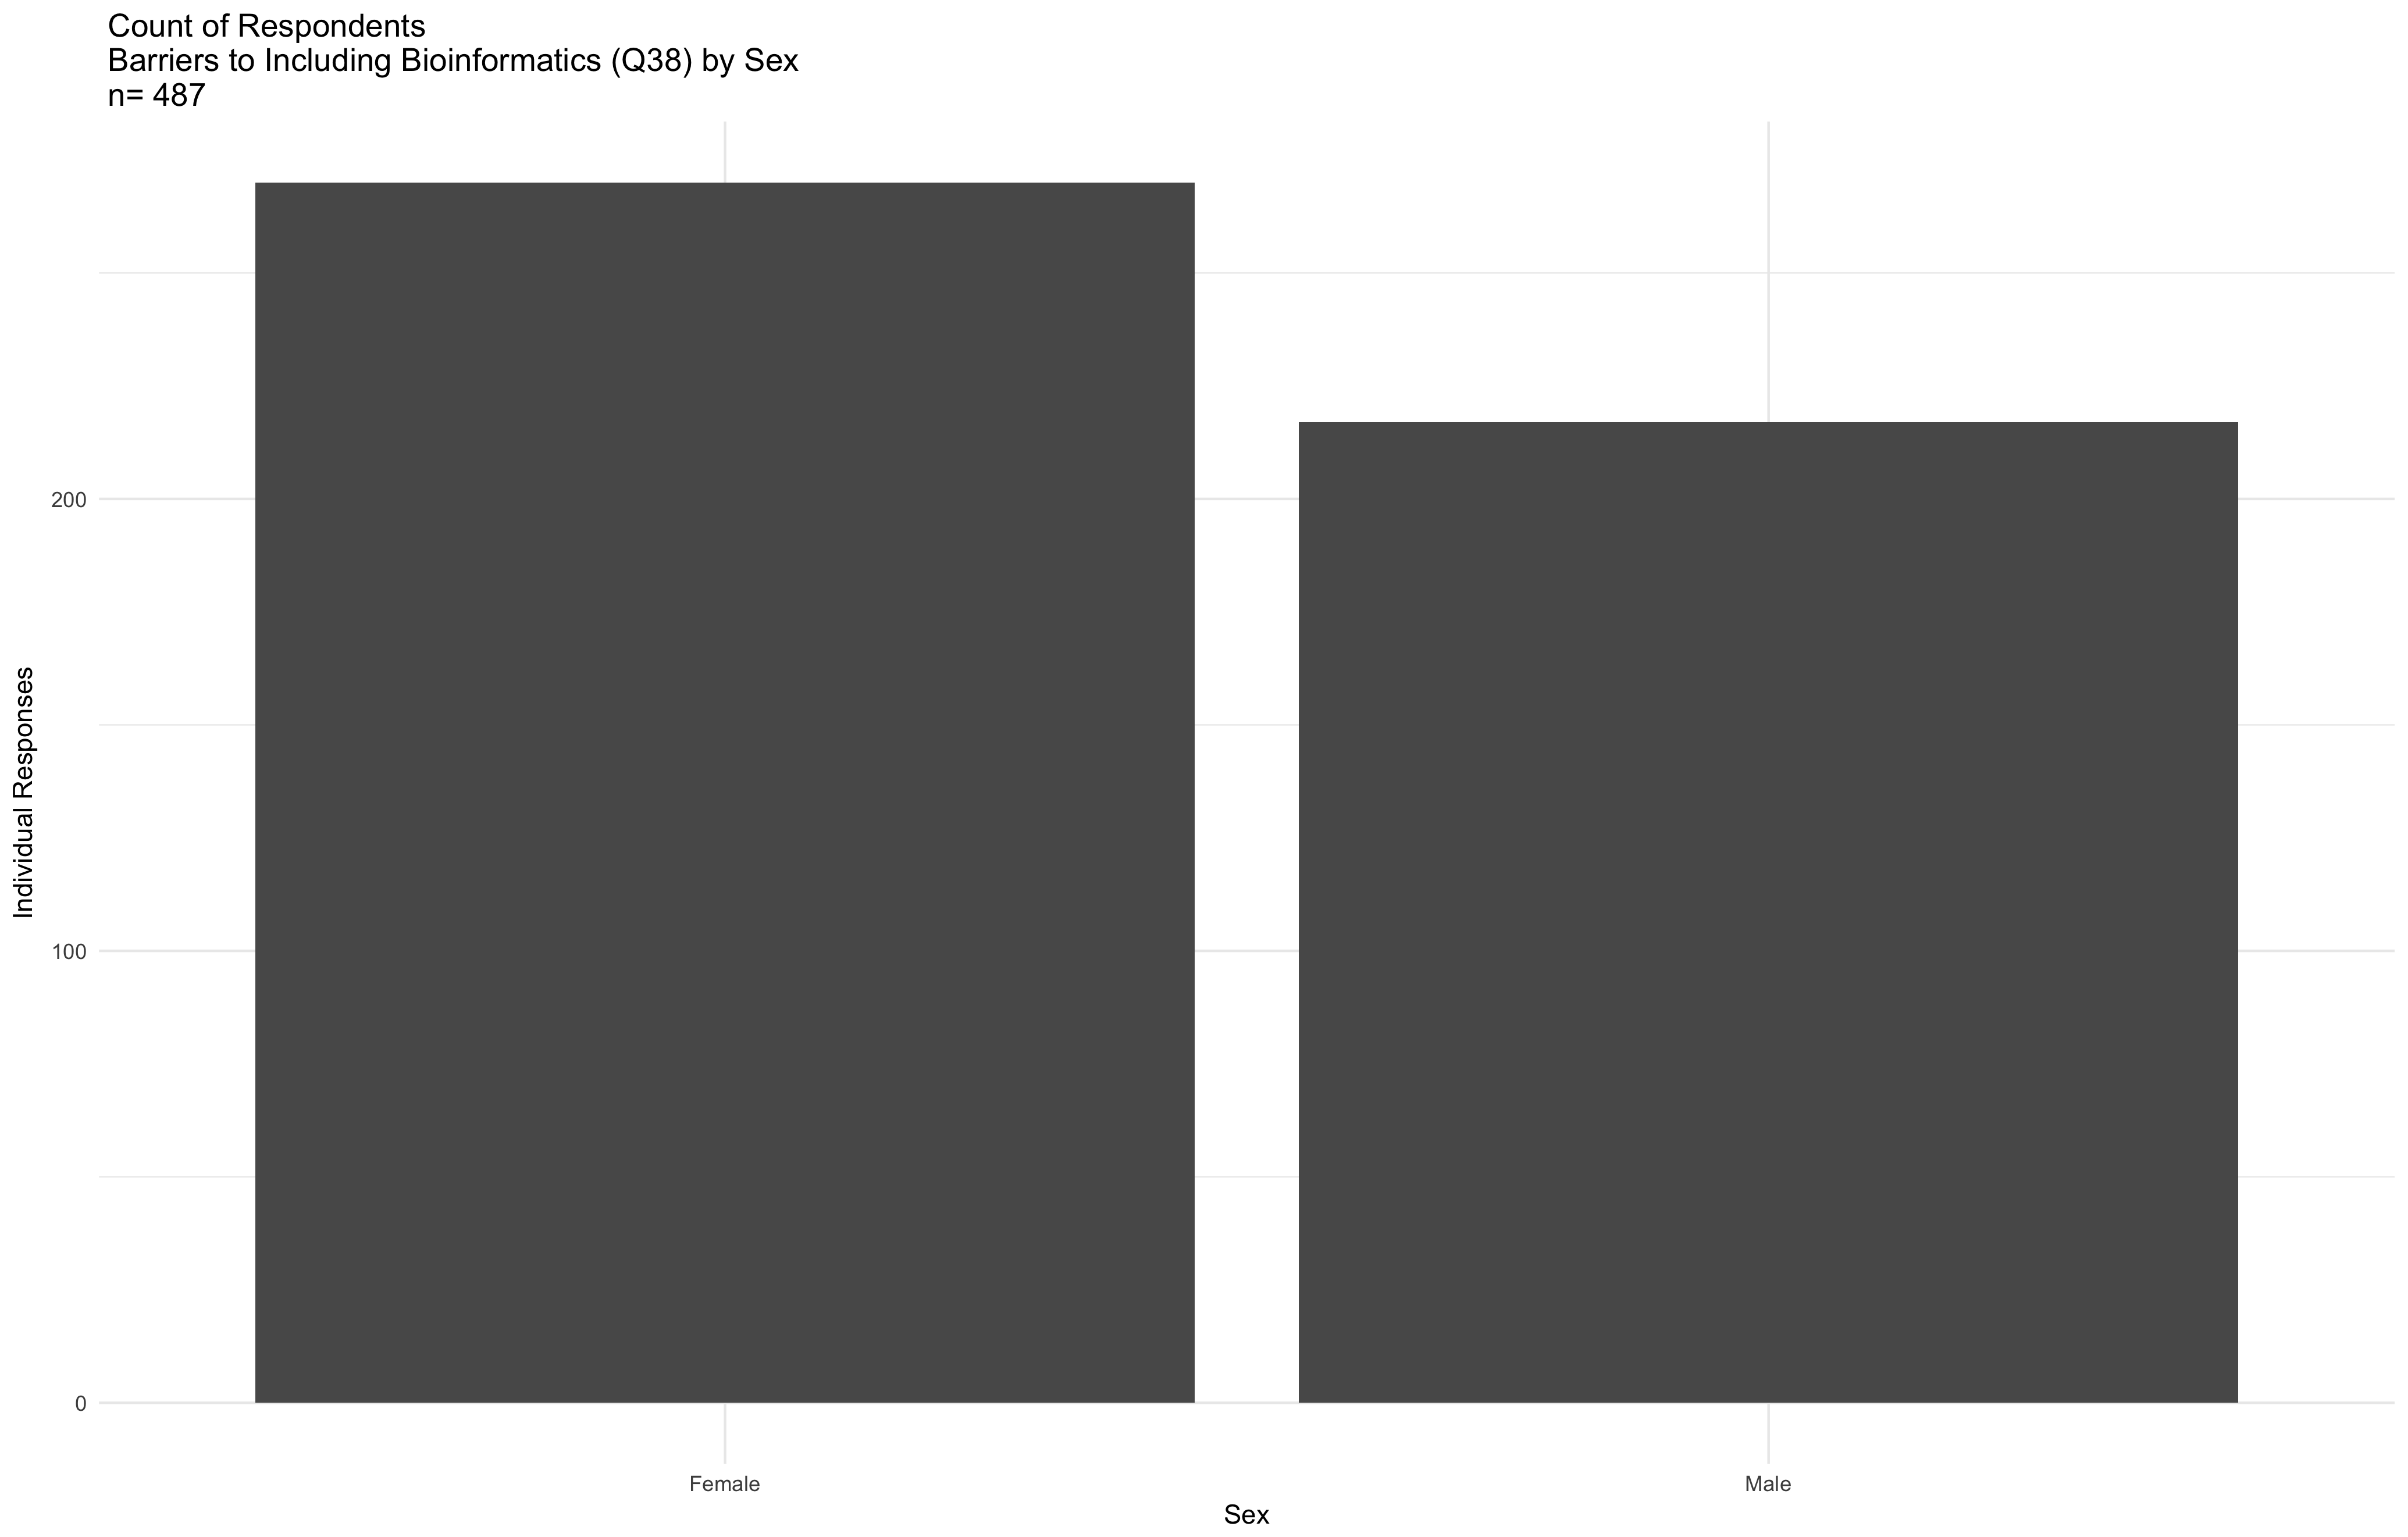 Count of Respondents
Barriers to Including Bioinformatics (Q38) by Sex
n= 487
Individual Responses
200
100
0
Female
Male
Sex